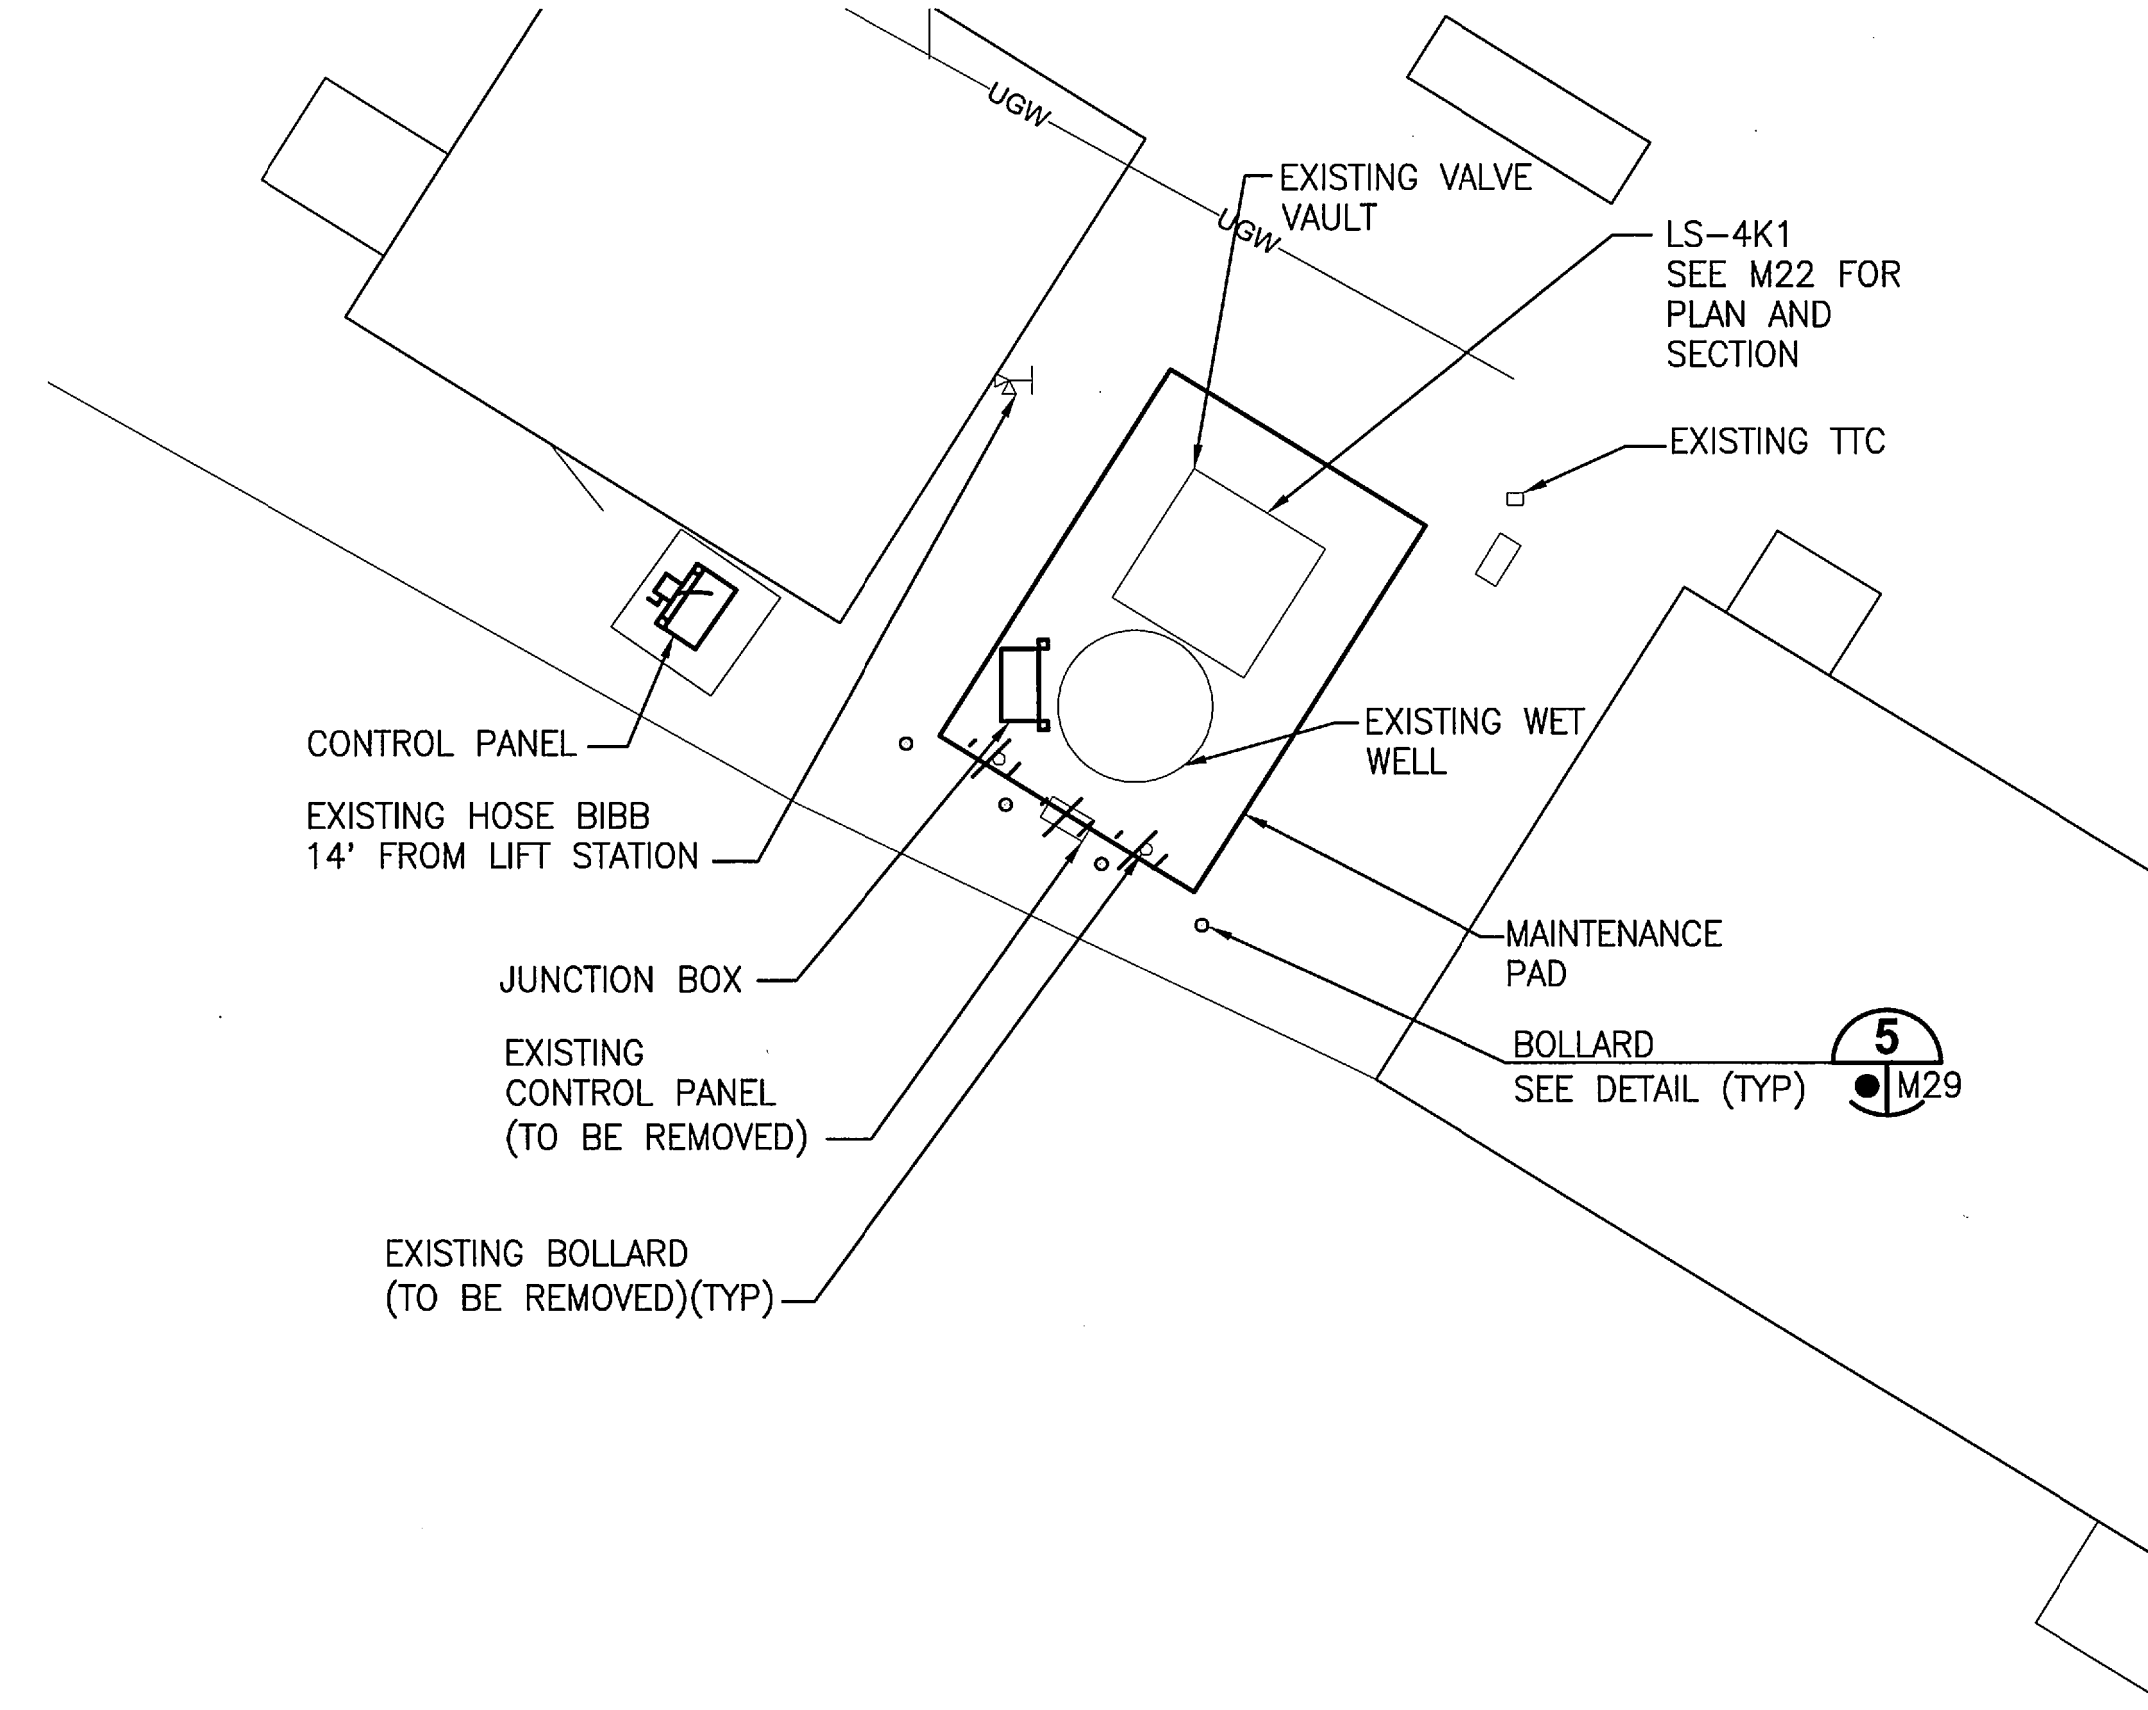 UGW
UGW
EXISTING VALVE
VAULT
LS-4K1
SEE M22 FOR
PLAN AND
SECTION
EXISTING TTC
CONTROL PANEL
EXISTING HOSE BIBB
14' FROM LIFT STATION
EXISTING WET
WELL
JUNCTION BOX
MAINTENANCE
PAD
EXISTING
CONTROL PANEL
(TO BE REMOVED)
BOLLARD
SEE DETAIL (TYP)
5
M29
EXISTING BOLLARD
(TO BE REMOVED)(TYP)